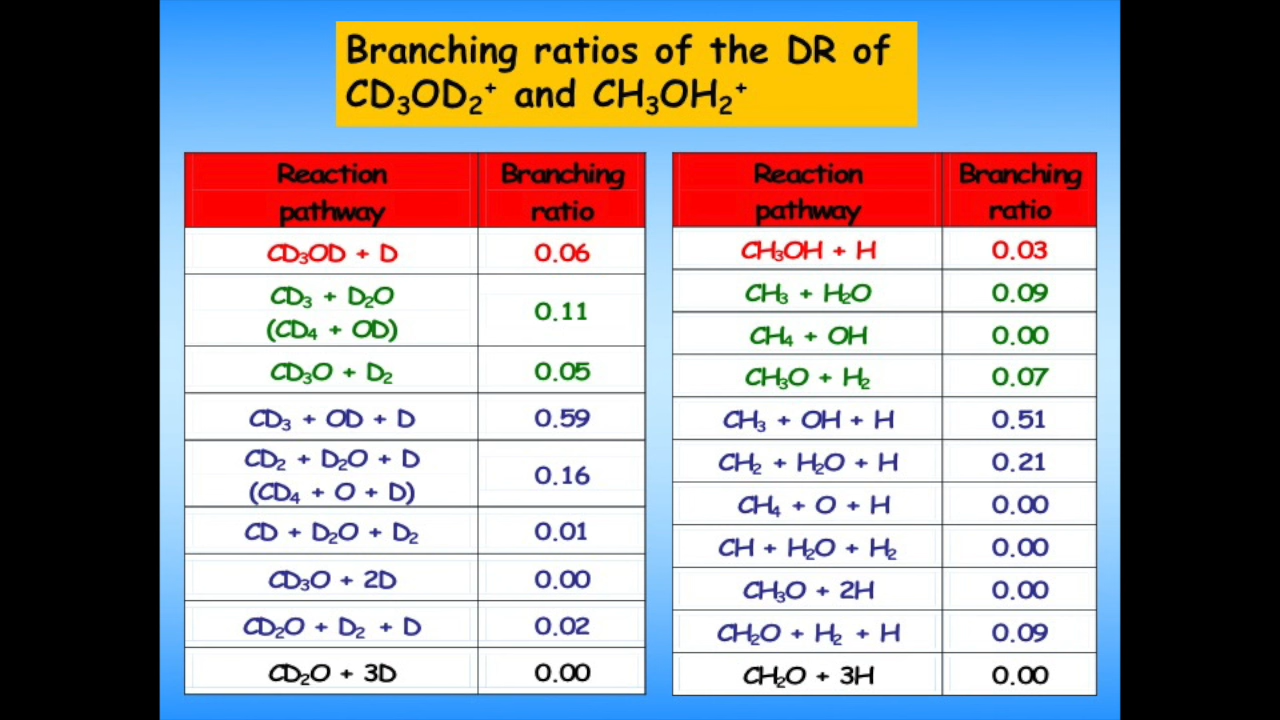 Branching ratios of the DR of
CD₃OD₂⁺ and CH₃OH₂⁺
Reaction pathway Branching ratio
CD₃OD + D 0.06
CD₃ + D₂O
(CD₄ + OD) 0.11
CD₃O + D₂ 0.05
CD₃ + OD + D 0.59
CD₂ + D₂O + D
(CD₄ + O + D) 0.16
CD + D₂O + D₂ 0.01
CD₃O + 2D 0.00
CD₂O + D₂ + D 0.02
CD₂O + 3D 0.00
Reaction pathway Branching ratio
CH₃OH + H 0.03
CH₃ + H₂O 0.09
CH₄ + OH 0.00
CH₃O + H₂ 0.07
CH₃ + OH + H 0.51
CH₂ + H₂O + H 0.21
CH₄ + O + H 0.00
CH + H₂O + H₂ 0.00
CH₃O + 2H 0.00
CH₂O + H₂ + H 0.09
CH₂O + 3H 0.00